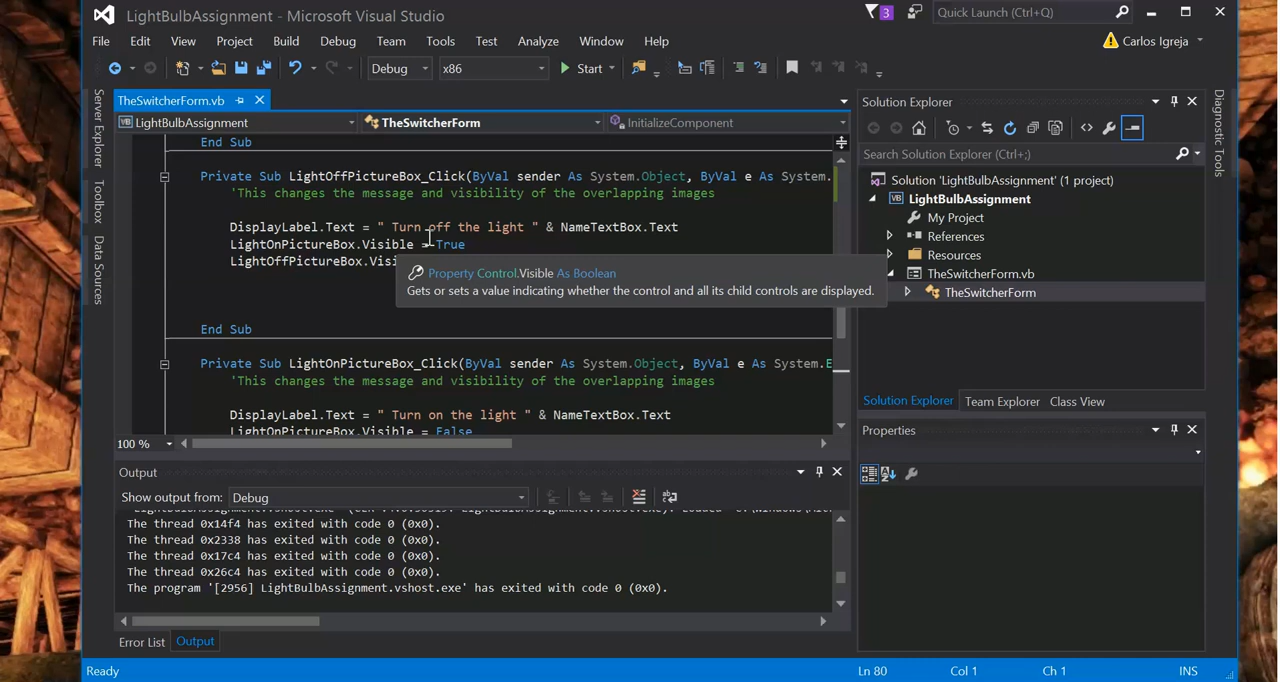 LightBulbAssignment - Microsoft Visual Studio
3
Quick Launch (Ctrl+Q)
File Edit View Project Build Debug Team Tools Test Analyze Window Help
Carlos Igreja
Debug x86 Start
Server Explorer
Toolbox
Data Sources
TheSwitcherForm.vb
LightBulbAssignment TheSwitcherForm InitializeComponent
End Sub
Private Sub LightOffPictureBox_Click(ByVal sender As System.Object, ByVal e As System.
'This changes the message and visibility of the overlapping images
DisplayLabel.Text = " Turn off the light " & NameTextBox.Text
LightOnPictureBox.Visible = True
LightOffPictureBox.Visi
Property Control.Visible As Boolean
Gets or sets a value indicating whether the control and all its child controls are displayed.
End Sub
Private Sub LightOnPictureBox_Click(ByVal sender As System.Object, ByVal e As System.E
'This changes the message and visibility of the overlapping images
DisplayLabel.Text = " Turn on the light " & NameTextBox.Text
LightOnPictureBox.Visible = False
100 %
Output
Show output from: Debug
The thread 0x14f4 has exited with code 0 (0x0).
The thread 0x2338 has exited with code 0 (0x0).
The thread 0x17c4 has exited with code 0 (0x0).
The thread 0x26c4 has exited with code 0 (0x0).
The program '[2956] LightBulbAssignment.vshost.exe' has exited with code 0 (0x0).
Error List Output
Solution Explorer
Search Solution Explorer (Ctrl+;)
Solution 'LightBulbAssignment' (1 project)
VB LightBulbAssignment
My Project
References
Resources
TheSwitcherForm.vb
TheSwitcherForm
Solution Explorer Team Explorer Class View
Properties
Diagnostic Tools
Ready Ln 80 Col 1 Ch 1 INS